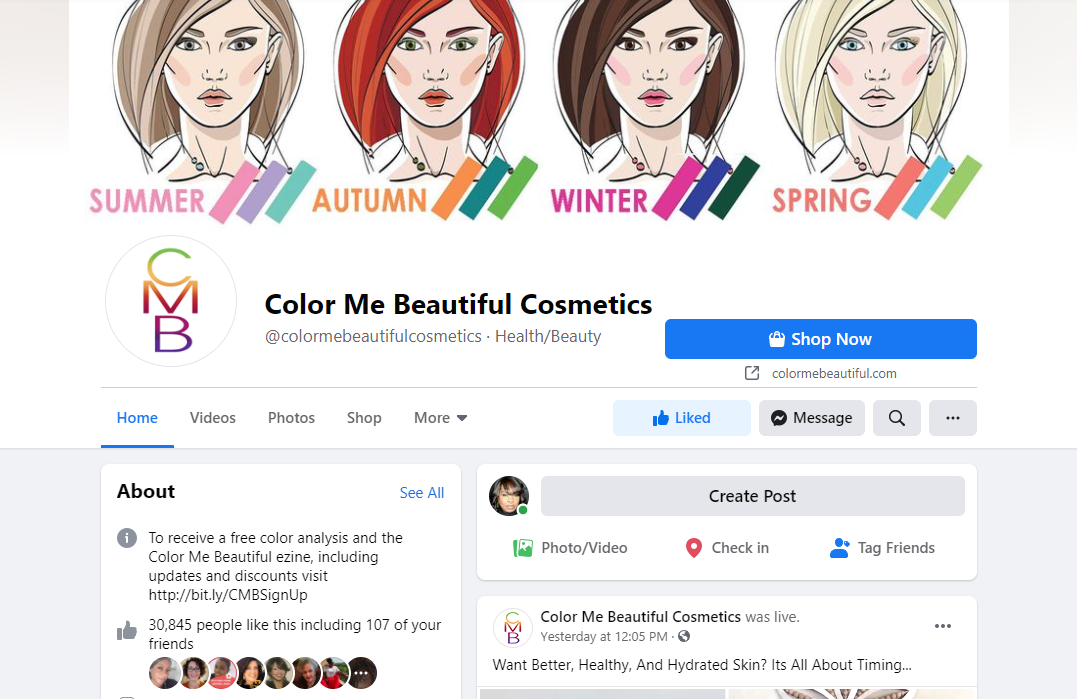 SUMMER
AUTUMN
WINTER
SPRING
CMB
Color Me Beautiful Cosmetics
@colormebeautifulcosmetics · Health/Beauty
Shop Now
colormebeautiful.com
Home
Videos
Photos
Shop
More
Liked
Message
About
See All
To receive a free color analysis and the
Color Me Beautiful ezine, including
updates and discounts visit
http://bit.ly/CMBSignUp
30,845 people like this including 107 of your
friends
Create Post
Photo/Video
Check in
Tag Friends
CMB
Color Me Beautiful Cosmetics was live.
Yesterday at 12:05 PM ·
Want Better, Healthy, And Hydrated Skin? Its All About Timing...